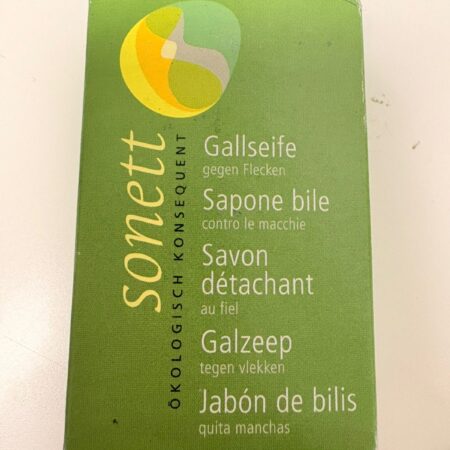 sonett
ÖKOLOGISCH KONSEQUENT
Gallseife
gegen Flecken
Sapone bile
contro le macchie
Savon
détachant
au fiel
Galzeep
tegen vlekken
Jabón de bilis
quita manchas